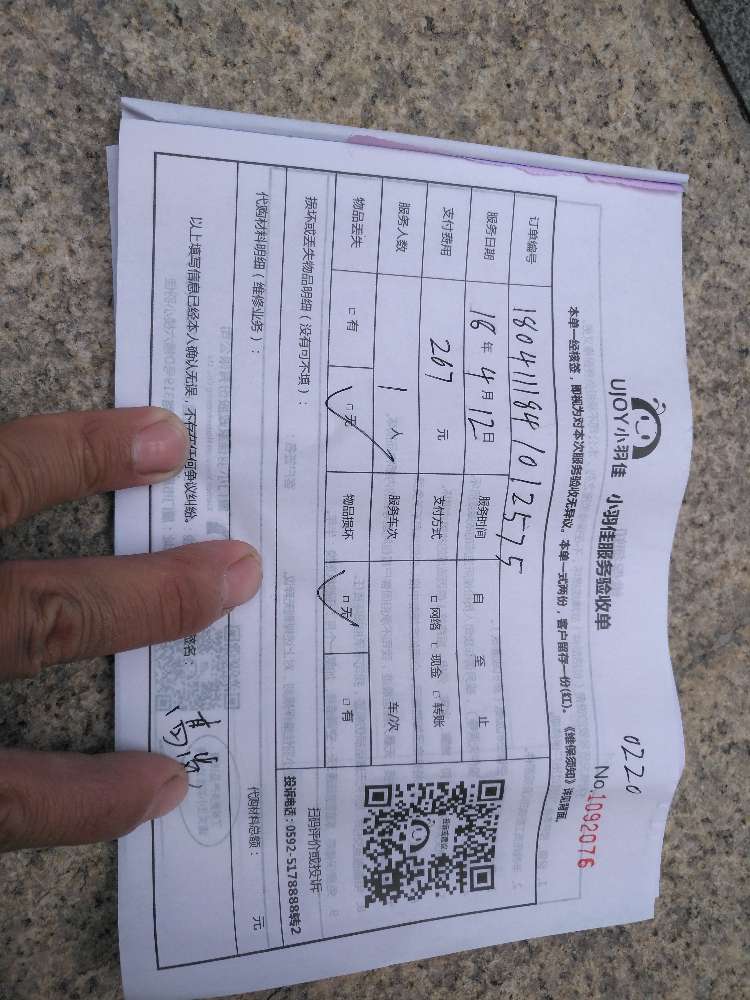 0220
UJOY小羽佳 小羽佳服务验收单
No.1092076
本单一经核签,即视为对本次服务验收无异议。本单一式两份,客户留存一份(红)。《维保须知》详见背面。
订单编号 1804111941012575
服务日期 18年4月12日 服务时间 自 至 止
支付费用 267 元 支付方式 □网络 □现金 □转账
服务人数 1 人 服务车次 车/次
物品丢失 □有 □无 物品损坏 □无 □有
扫码评价或投诉
损坏或丢失物品明细(没有可不填):
投诉电话:0592-5178888转2
代购材料明细(维修业务): 代购材料总额: 元
以上填写信息已经本人确认无误,不存在任何争议纠纷。 签名: